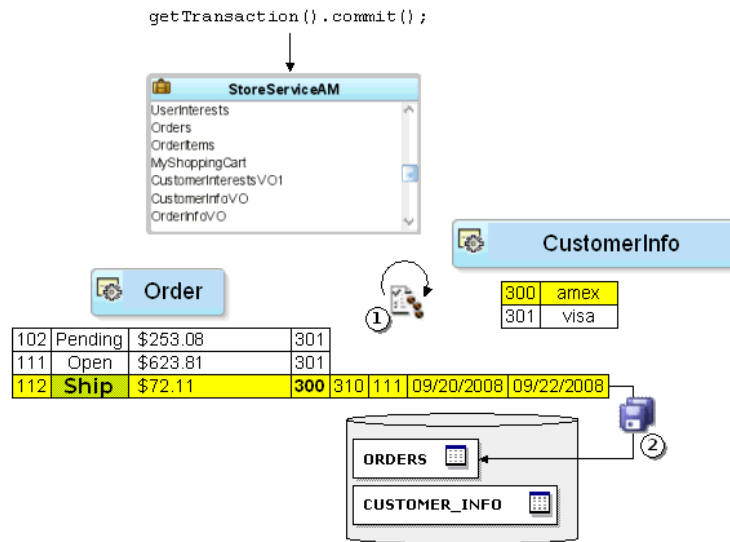 getTransaction().commit();
StoreServiceAM
UserInterests
Orders
OrderItems
MyShoppingCart
CustomerInterestsVO1
CustomerInfoVO
OrderInfoVO
CustomerInfo
Order
300 amex
301 visa
1
102 Pending $253.08 301
111 Open $623.81 301
112 Ship $72.11 300 310 111 09/20/2008 09/22/2008
2
ORDERS
CUSTOMER_INFO